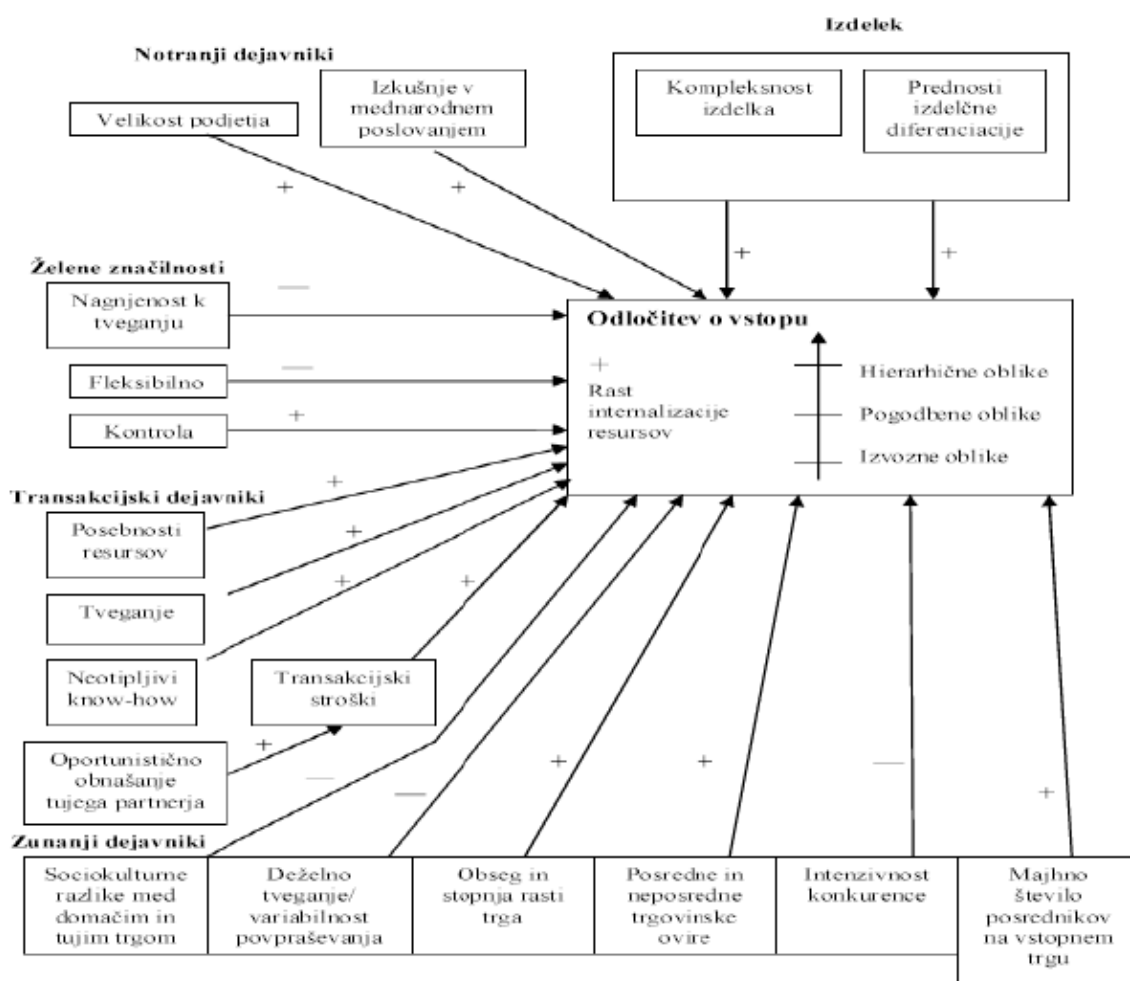 Izdelek
Notranji dejavniki
Velikost podjetja
Izkušnje v
mednarodnem
poslovanjem
Kompleksnost
izdelka
Prednosti
izdelčne
diferenciacije
+
+
+
+
Želene značilnosti
Nagnjenost k
tveganju
—
Fleksibilno
—
Kontrola
+
Odločitev o vstopu
+
Rast
internalizacije
resursov
Hierarhične oblike
Pogodbene oblike
Izvozne oblike
Transakcijski dejavniki
Posebnosti
resursov
+
Tveganje
+
Neotipljivi
know-how
+
Transakcijski
stroški
+
Oportunistično
obnašanje
tujega partnerja
+
Zunanji dejavniki
—
—
+
+
—
+
Sociokulturne
razlike med
domačim in
tujim trgom
Deželno
tveganje/
variabilnost
povpraševanja
Obseg in
stopnja rasti
trga
Posredne in
neposredne
trgovinske
ovire
Intenzivnost
konkurence
Majhno
število
posrednikov
na vstopnem
trgu